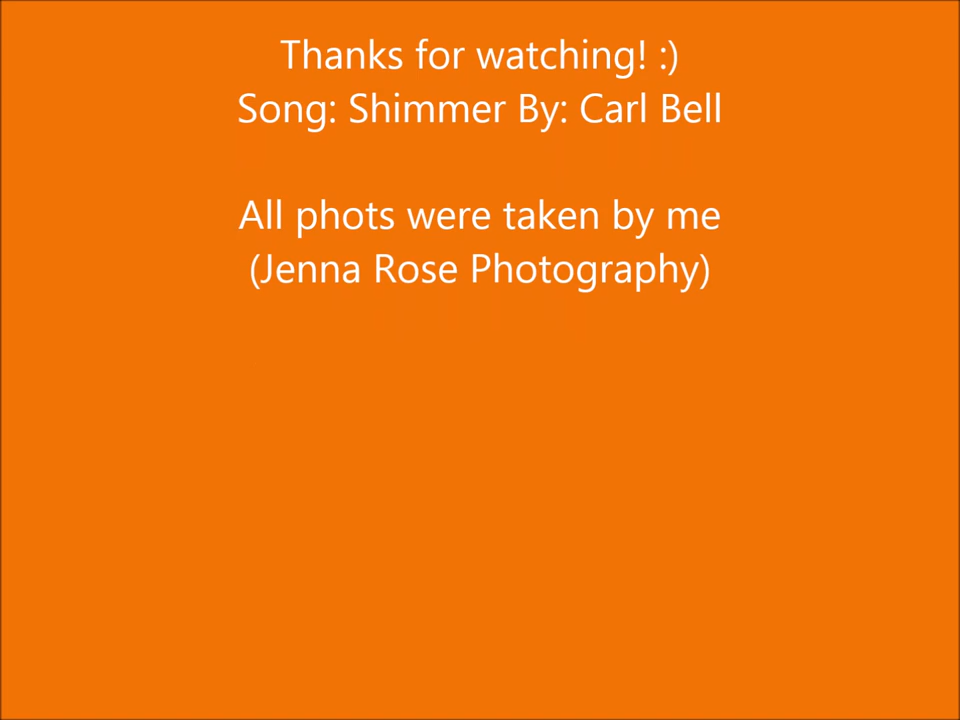 Thanks for watching! :)
Song: Shimmer By: Carl Bell
All phots were taken by me
(Jenna Rose Photography)